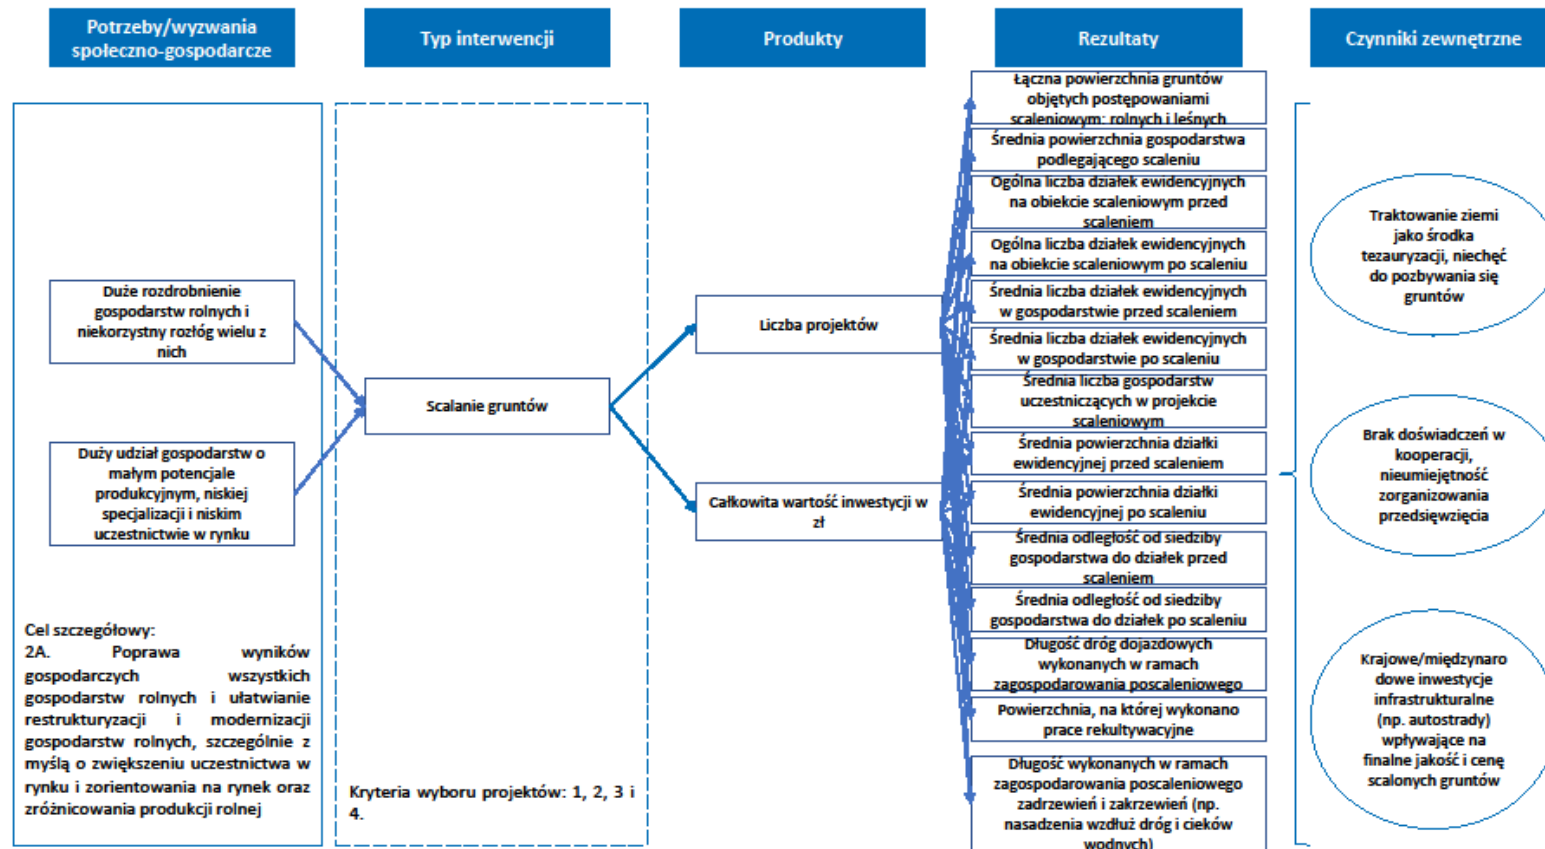 Potrzeby/wyzwania
społeczno-gospodarcze
Typ interwencji
Produkty
Rezultaty
Czynniki zewnętrzne
Duże rozdrobnienie
gospodarstw rolnych i
niekorzystny rozłóg wielu z
nich
Duży udział gospodarstw o
małym potencjale
produkcyjnym, niskiej
specjalizacji i niskim
uczestnictwie w rynku
Cel szczegółowy:
2A. Poprawa wyników
gospodarczych wszystkich
gospodarstw rolnych i ułatwianie
restrukturyzacji i modernizacji
gospodarstw rolnych, szczególnie z
myślą o zwiększeniu uczestnictwa w
rynku i zorientowania na rynek oraz
zróżnicowania produkcji rolnej
Scalanie gruntów
Kryteria wyboru projektów: 1, 2, 3 i
4.
Liczba projektów
Całkowita wartość inwestycji w
zł
Łączna powierzchnia gruntów
objętych postępowaniami
scaleniowym: rolnych i leśnych
Średnia powierzchnia gospodarstwa
podlegającego scaleniu
Ogólna liczba działek ewidencyjnych
na obiekcie scaleniowym przed
scaleniem
Ogólna liczba działek ewidencyjnych
na obiekcie scaleniowym po scaleniu
Średnia liczba działek ewidencyjnych
w gospodarstwie przed scaleniem
Średnia liczba działek ewidencyjnych
w gospodarstwie po scaleniu
Średnia liczba gospodarstw
uczestniczących w projekcie
scaleniowym
Średnia powierzchnia działki
ewidencyjnej przed scaleniem
Średnia powierzchnia działki
ewidencyjnej po scaleniu
Średnia odległość od siedziby
gospodarstwa do działek przed
scaleniem
Średnia odległość od siedziby
gospodarstwa do działek po scaleniu
Długość dróg dojazdowych
wykonanych w ramach
zagospodarowania poscaleniowego
Powierzchnia, na której wykonano
prace rekultywacyjne
Długość wykonanych w ramach
zagospodarowania poscaleniowego
zadrzewień i zakrzewień (np.
nasadzenia wzdłuż dróg i cieków
wodnych)
Traktowanie ziemi
jako środka
tezauryzacji, niechęć
do pozbywania się
gruntów
Brak doświadczeń w
kooperacji,
nieumiejętność
zorganizowania
przedsięwzięcia
Krajowe/międzynaro
dowe inwestycje
infrastrukturalne
(np. autostrady)
wpływające na
finalne jakość i cenę
scalonych gruntów